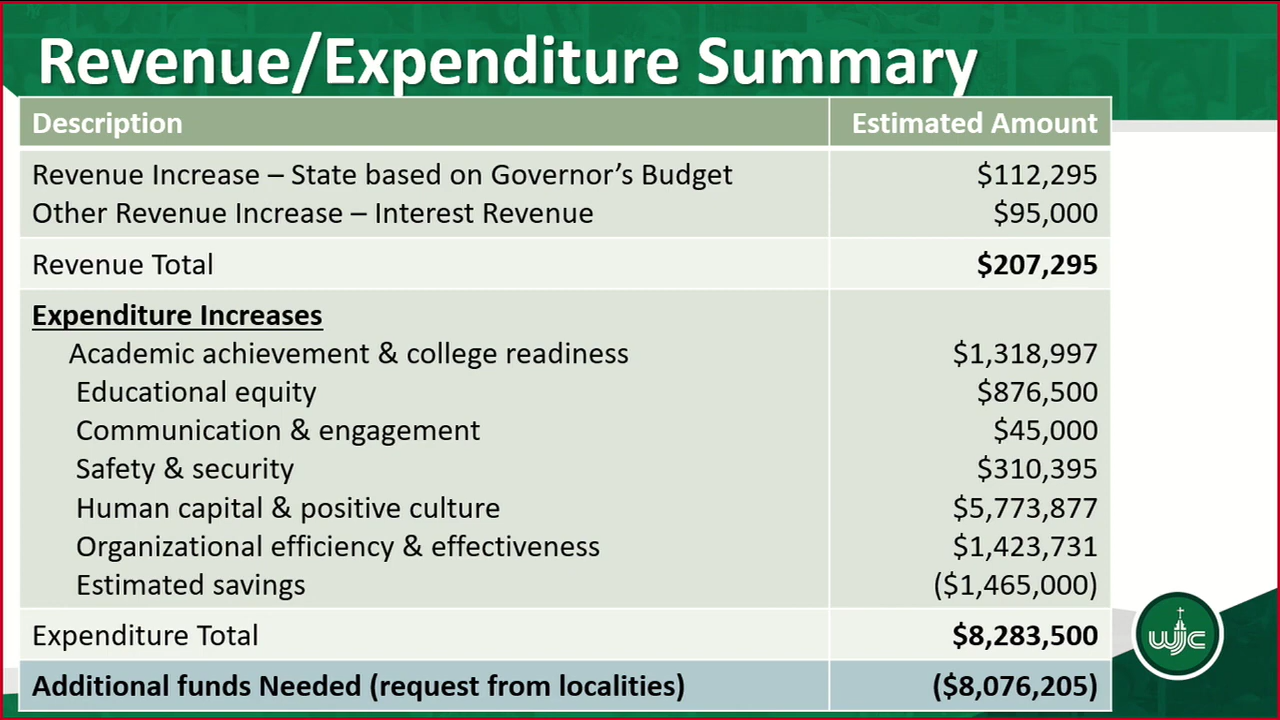 Revenue/Expenditure Summary
Description Estimated Amount
Revenue Increase – State based on Governor’s Budget $112,295
Other Revenue Increase – Interest Revenue $95,000
Revenue Total $207,295
Expenditure Increases
Academic achievement & college readiness $1,318,997
Educational equity $876,500
Communication & engagement $45,000
Safety & security $310,395
Human capital & positive culture $5,773,877
Organizational efficiency & effectiveness $1,423,731
Estimated savings ($1,465,000)
Expenditure Total $8,283,500
WJC
Additional funds Needed (request from localities) ($8,076,205)